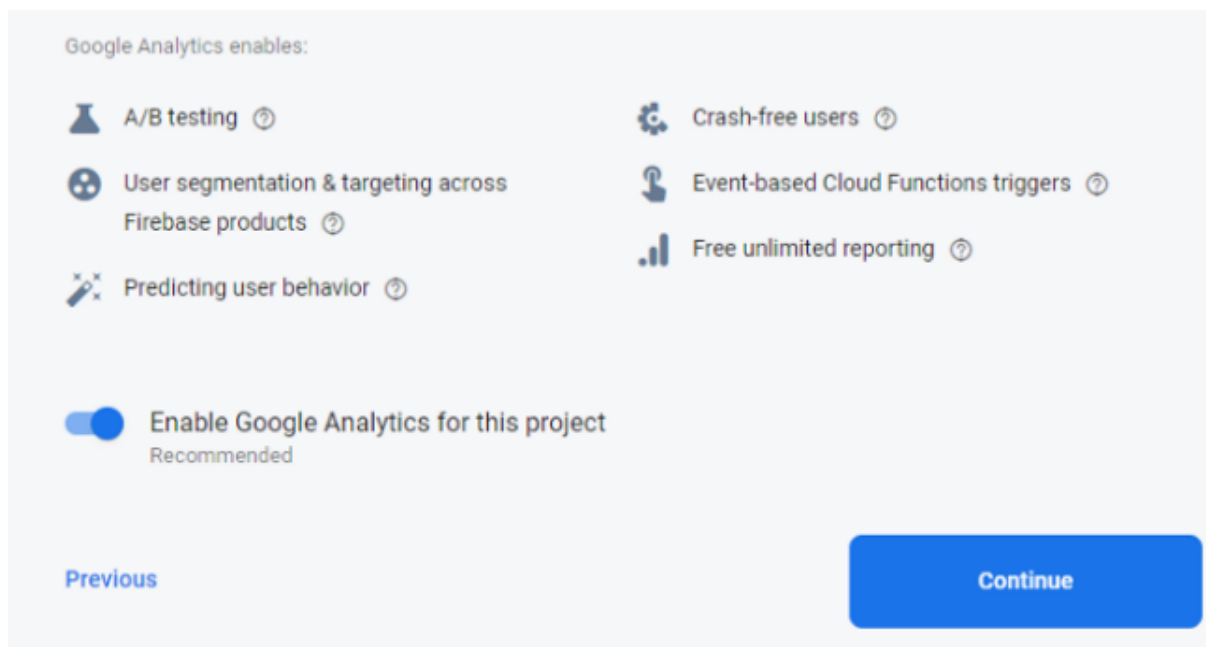 Google Analytics enables:
A/B testing
User segmentation & targeting across
Firebase products
Predicting user behavior
Crash-free users
Event-based Cloud Functions triggers
Free unlimited reporting
Enable Google Analytics for this project
Recommended
Previous
Continue